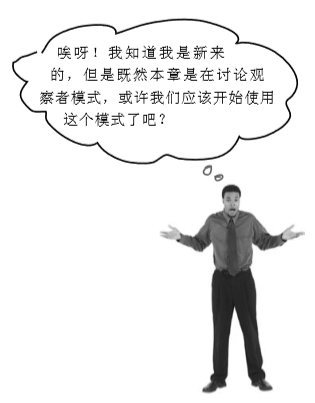 唉呀！我知道我是新来
的，但是既然本章是在讨论观
察者模式，或许我们应该开始使用
这个模式了吧？